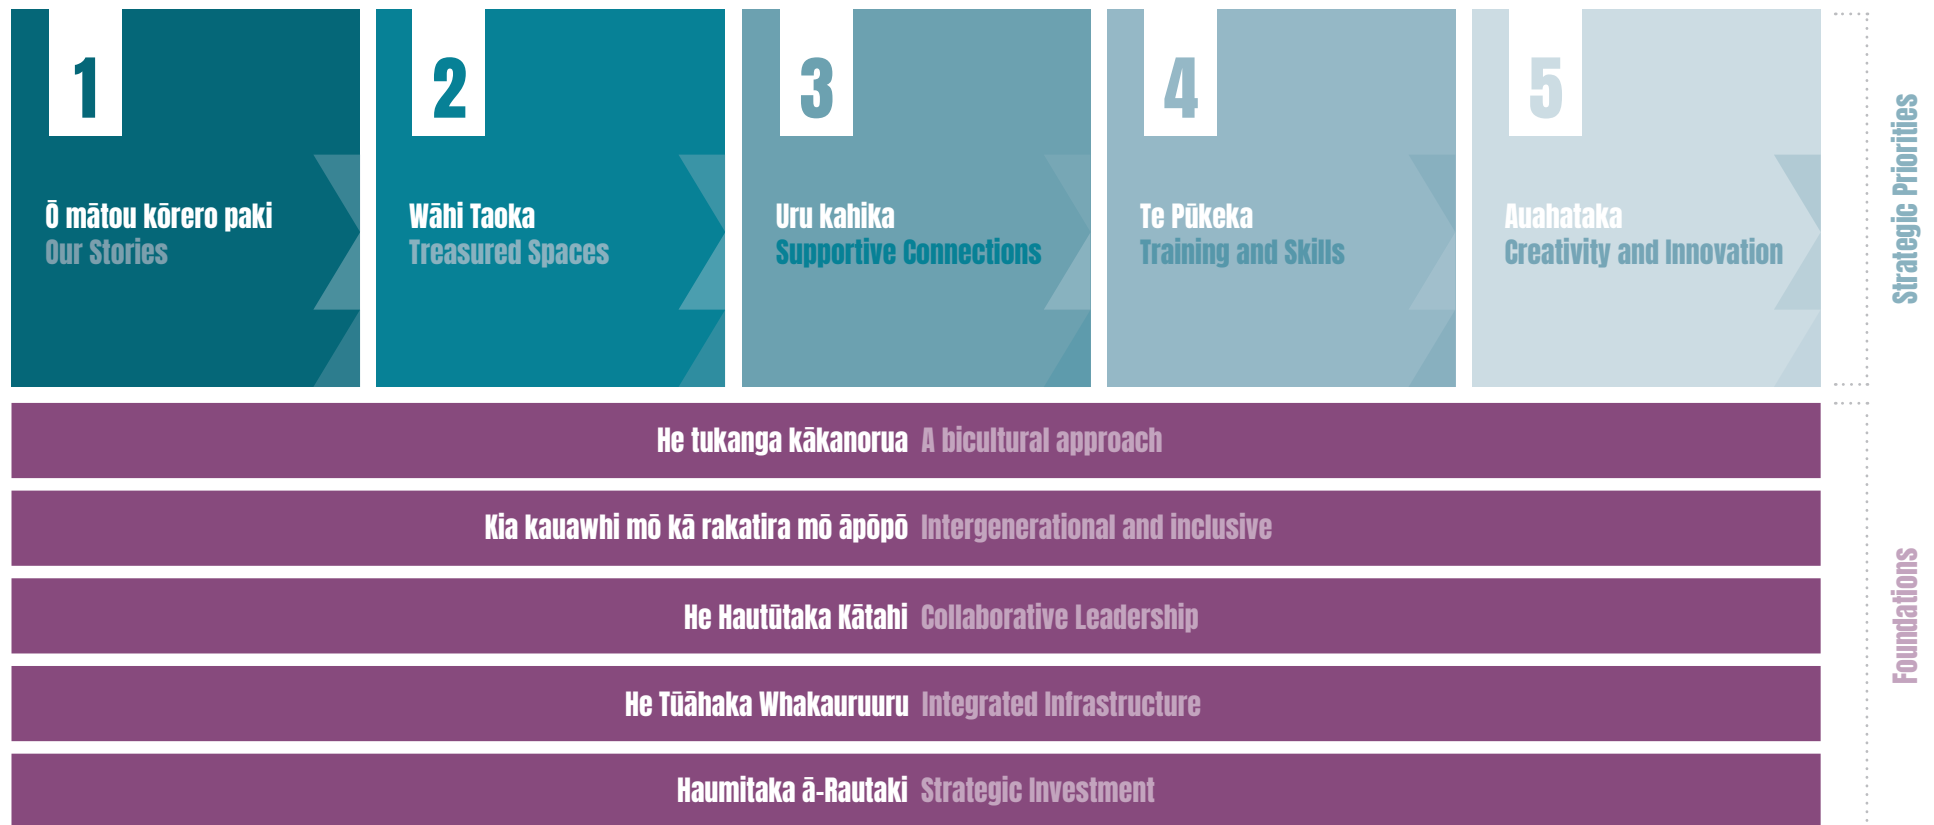 1
Ō mātou kōrero paki
Our Stories
2
Wāhi Taoka
Treasured Spaces
3
Uru kahika
Supportive Connections
4
Te Pūkeka
Training and Skills
5
Auahataka
Creativity and Innovation
Strategic Priorities
He tukanga kākanorua A bicultural approach
Kia kauawhi mō kā rakatira mō āpōpō Intergenerational and inclusive
He Hautūtaka Kātahi Collaborative Leadership
He Tūāhaka Whakauruuru Integrated Infrastructure
Haumitaka ā-Rautaki Strategic Investment
Foundations